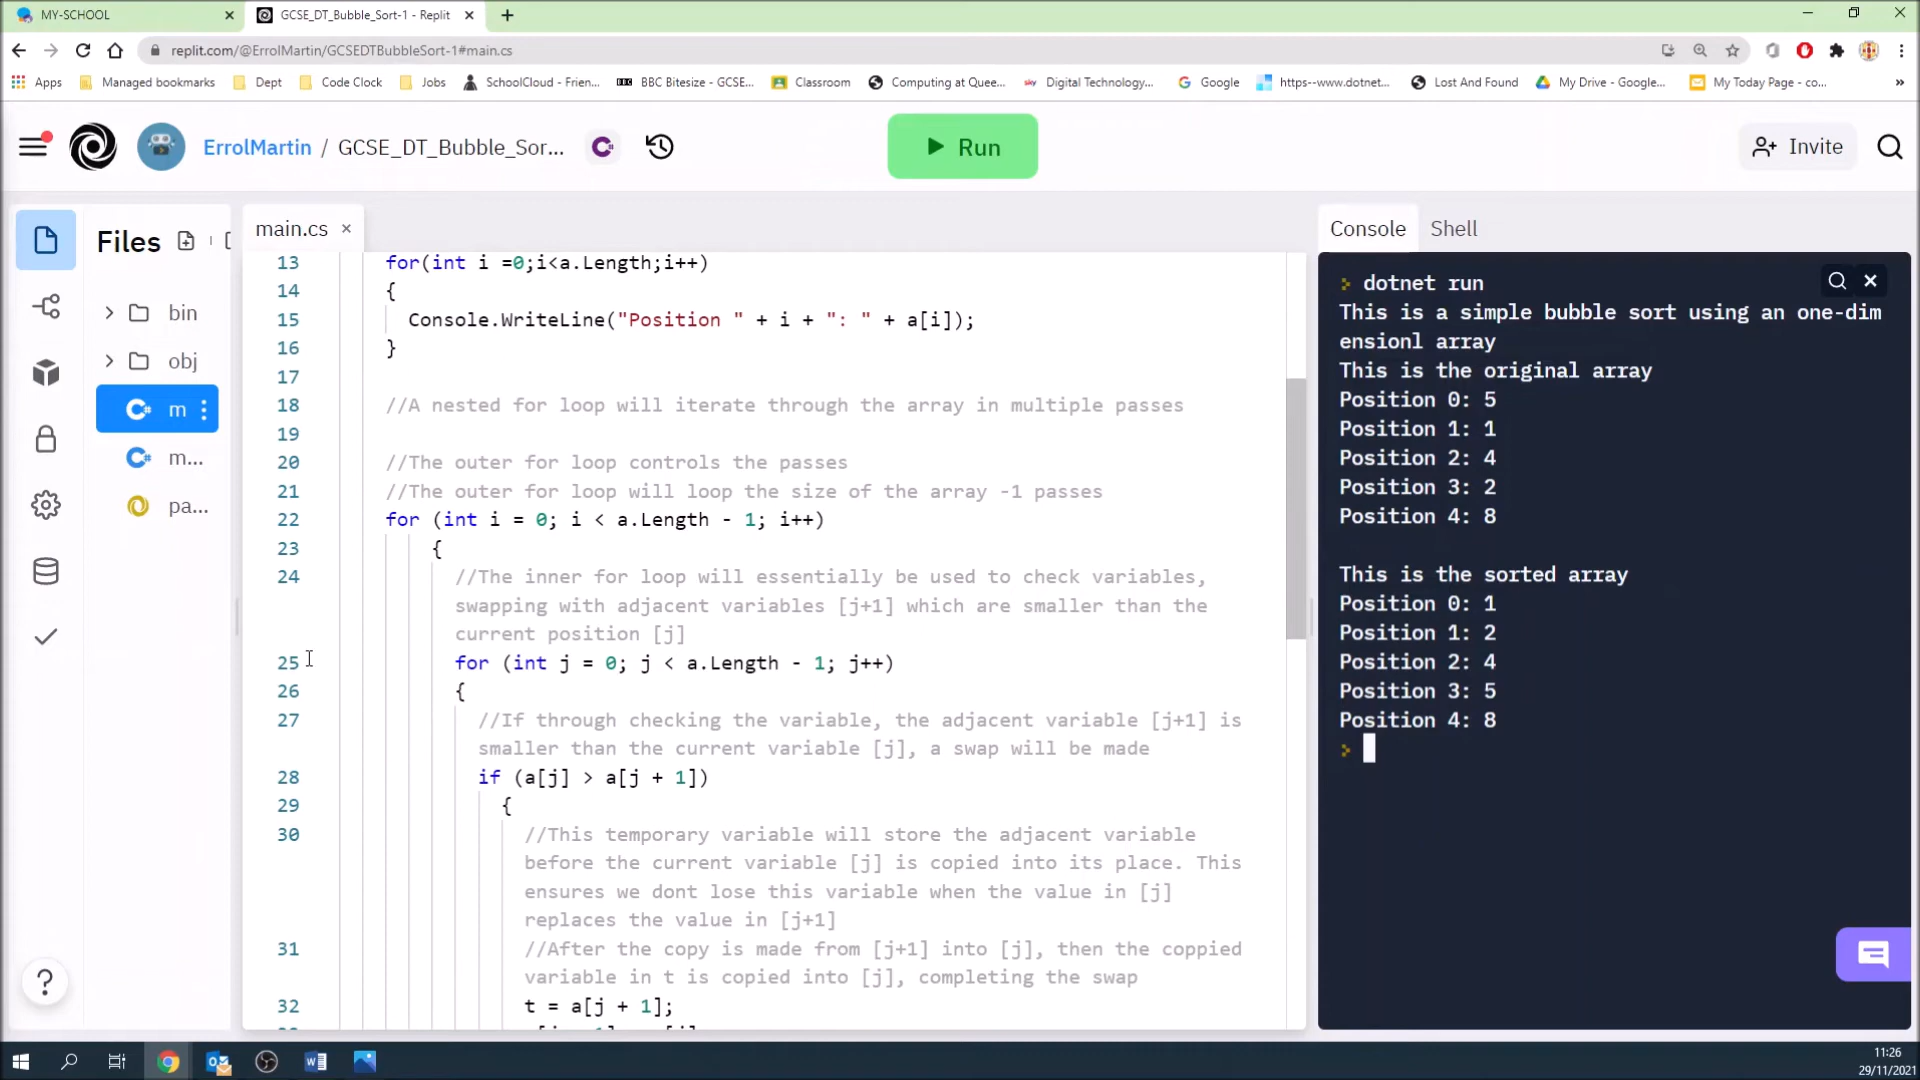 MY-SCHOOL
GCSE_DT_Bubble_Sort-1 - Replit
replit.com/@ErrolMartin/GCSEDTBubbleSort-1#main.cs
Apps Managed bookmarks Dept Code Clock Jobs SchoolCloud - Frien... BBC Bitesize - GCSE... Classroom Computing at Quee... Digital Technology... Google https--www.dotnet... Lost And Found My Drive - Google... My Today Page - co... »
ErrolMartin / GCSE_DT_Bubble_Sor...
Run
Invite
Files
bin
obj
m
m...
pa...
main.cs
13 for(int i =0;i<a.Length;i++)
14 {
15 Console.WriteLine("Position " + i + ": " + a[i]);
16 }
17
18 //A nested for loop will iterate through the array in multiple passes
19
20 //The outer for loop controls the passes
21 //The outer for loop will loop the size of the array -1 passes
22 for (int i = 0; i < a.Length - 1; i++)
23 {
24 //The inner for loop will essentially be used to check variables,
swapping with adjacent variables [j+1] which are smaller than the
current position [j]
25 for (int j = 0; j < a.Length - 1; j++)
26 {
27 //If through checking the variable, the adjacent variable [j+1] is
smaller than the current variable [j], a swap will be made
28 if (a[j] > a[j + 1])
29 {
30 //This temporary variable will store the adjacent variable
before the current variable [j] is copied into its place. This
ensures we dont lose this variable when the value in [j]
replaces the value in [j+1]
31 //After the copy is made from [j+1] into [j], then the coppied
variable in t is copied into [j], completing the swap
32 t = a[j + 1];
Console Shell
dotnet run
This is a simple bubble sort using an one-dim
ensionl array
This is the original array
Position 0: 5
Position 1: 1
Position 2: 4
Position 3: 2
Position 4: 8
This is the sorted array
Position 0: 1
Position 1: 2
Position 2: 4
Position 3: 5
Position 4: 8
11:26
29/11/2021